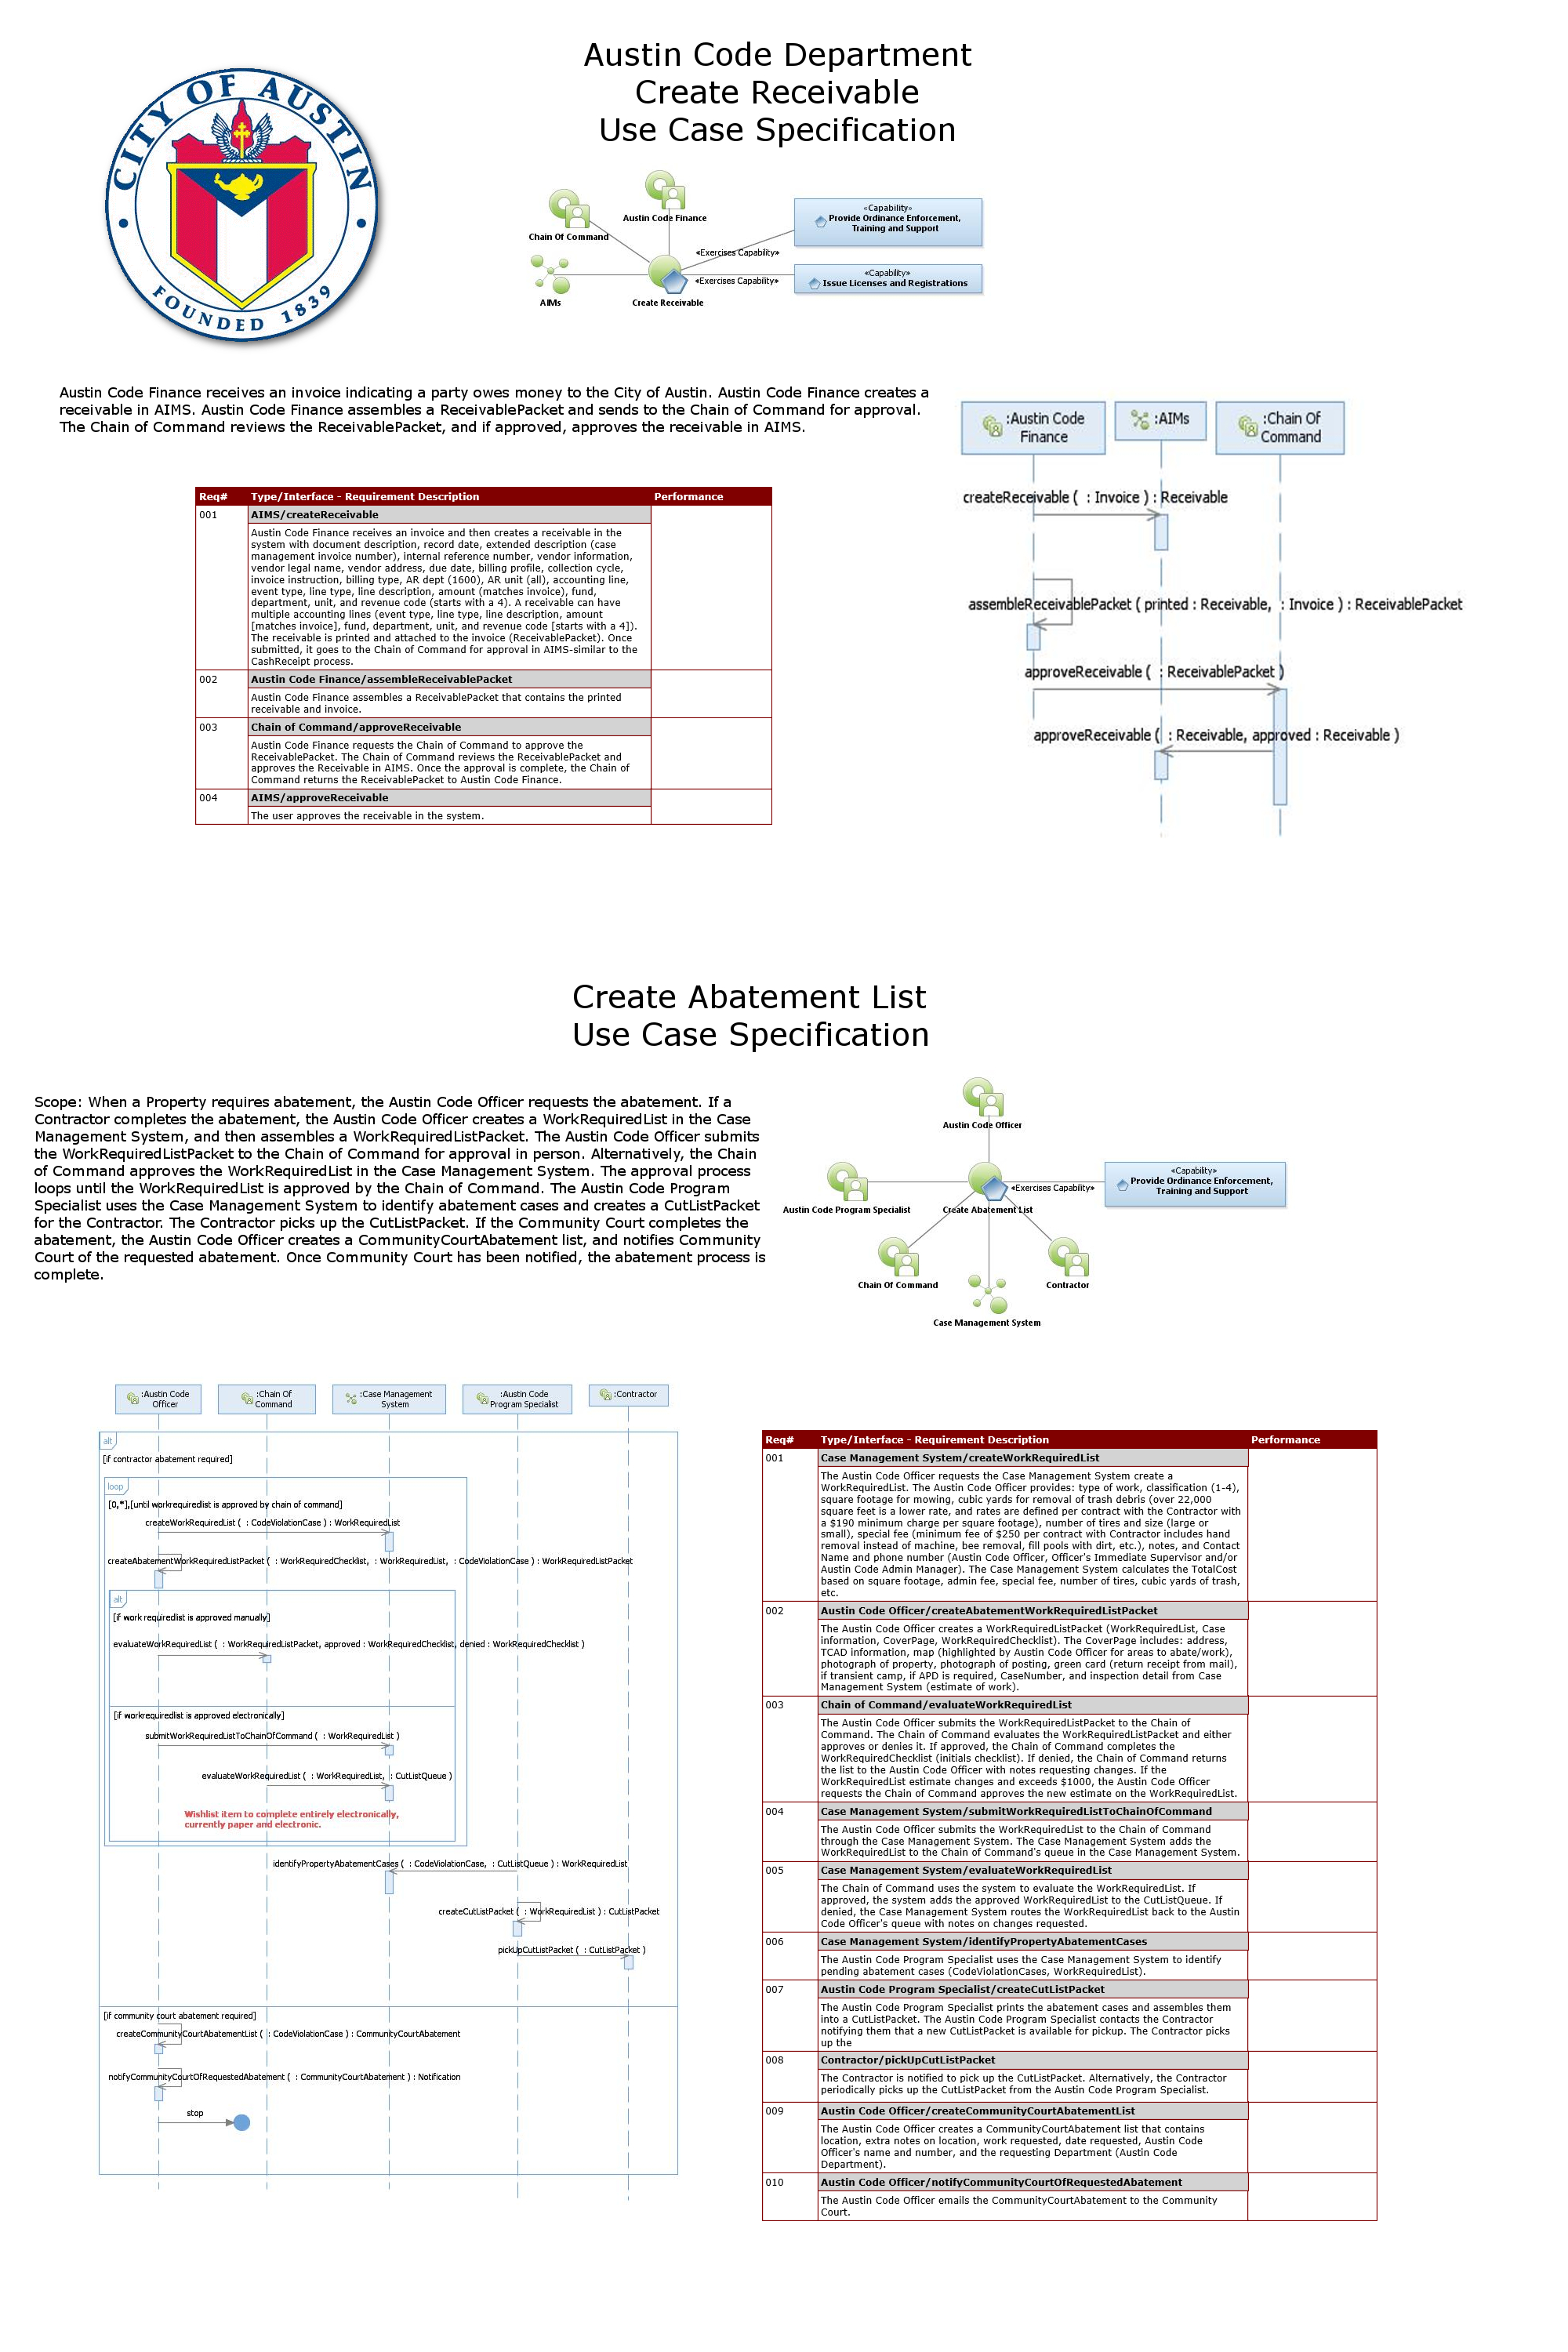 Austin Code Department
Create Receivable
Use Case Specification
CITY OF AUSTIN
FOUNDED 1839
Chain Of Command
Austin Code Finance
AIMs
Create Receivable
«Exercises Capability»
«Exercises Capability»
«Capability»
Provide Ordinance Enforcement,
Training and Support
«Capability»
Issue Licenses and Registrations
Austin Code Finance receives an invoice indicating a party owes money to the City of Austin. Austin Code Finance creates a
receivable in AIMS. Austin Code Finance assembles a ReceivablePacket and sends to the Chain of Command for approval.
The Chain of Command reviews the ReceivablePacket, and if approved, approves the receivable in AIMS.
:Austin Code
Finance
:AIMs
:Chain Of
Command
createReceivable ( : Invoice ) : Receivable
assembleReceivablePacket ( printed : Receivable, : Invoice ) : ReceivablePacket
approveReceivable ( : ReceivablePacket )
approveReceivable ( : Receivable, approved : Receivable )
Req# Type/Interface - Requirement Description Performance
001 AIMS/createReceivable
Austin Code Finance receives an invoice and then creates a receivable in the
system with document description, record date, extended description (case
management invoice number), internal reference number, vendor information,
vendor legal name, vendor address, due date, billing profile, collection cycle,
invoice instruction, billing type, AR dept (1600), AR unit (all), accounting line,
event type, line type, line description, amount (matches invoice), fund,
department, unit, and revenue code (starts with a 4). A receivable can have
multiple accounting lines (event type, line type, line description, amount
[matches invoice], fund, department, unit, and revenue code [starts with a 4]).
The receivable is printed and attached to the invoice (ReceivablePacket). Once
submitted, it goes to the Chain of Command for approval in AIMS-similar to the
CashReceipt process.
002 Austin Code Finance/assembleReceivablePacket
Austin Code Finance assembles a ReceivablePacket that contains the printed
receivable and invoice.
003 Chain of Command/approveReceivable
Austin Code Finance requests the Chain of Command to approve the
ReceivablePacket. The Chain of Command reviews the ReceivablePacket and
approves the Receivable in AIMS. Once the approval is complete, the Chain of
Command returns the ReceivablePacket to Austin Code Finance.
004 AIMS/approveReceivable
The user approves the receivable in the system.
Create Abatement List
Use Case Specification
Scope: When a Property requires abatement, the Austin Code Officer requests the abatement. If a
Contractor completes the abatement, the Austin Code Officer creates a WorkRequiredList in the Case
Management System, and then assembles a WorkRequiredListPacket. The Austin Code Officer submits
the WorkRequiredListPacket to the Chain of Command for approval in person. Alternatively, the Chain
of Command approves the WorkRequiredList in the Case Management System. The approval process
loops until the WorkRequiredList is approved by the Chain of Command. The Austin Code Program
Specialist uses the Case Management System to identify abatement cases and creates a CutListPacket
for the Contractor. The Contractor picks up the CutListPacket. If the Community Court completes the
abatement, the Austin Code Officer creates a CommunityCourtAbatement list, and notifies Community
Court of the requested abatement. Once Community Court has been notified, the abatement process is
complete.
Austin Code Officer
Austin Code Program Specialist
Create Abatement List
«Exercises Capability»
«Capability»
Provide Ordinance Enforcement,
Training and Support
Chain Of Command
Contractor
Case Management System
:Austin Code
Officer
:Chain Of
Command
:Case Management
System
:Austin Code
Program Specialist
:Contractor
alt
[if contractor abatement required]
loop
[0,*],[until workrequiredlist is approved by chain of command]
createWorkRequiredList ( : CodeViolationCase ) : WorkRequiredList
createAbatementWorkRequiredListPacket ( : WorkRequiredChecklist, : WorkRequiredList, : CodeViolationCase ) : WorkRequiredListPacket
alt
[if work requiredlist is approved manually]
evaluateWorkRequiredList ( : WorkRequiredListPacket, approved : WorkRequiredChecklist, denied : WorkRequiredChecklist )
[if workrequiredlist is approved electronically]
submitWorkRequiredListToChainOfCommand ( : WorkRequiredList )
evaluateWorkRequiredList ( : WorkRequiredList, : CutListQueue )
Wishlist item to complete entirely electronically,
currently paper and electronic.
identifyPropertyAbatementCases ( : CodeViolationCase, : CutListQueue ) : WorkRequiredList
createCutListPacket ( : WorkRequiredList ) : CutListPacket
pickUpCutListPacket ( : CutListPacket )
[if community court abatement required]
createCommunityCourtAbatementList ( : CodeViolationCase ) : CommunityCourtAbatement
notifyCommunityCourtOfRequestedAbatement ( : CommunityCourtAbatement ) : Notification
stop
Req# Type/Interface - Requirement Description Performance
001 Case Management System/createWorkRequiredList
The Austin Code Officer requests the Case Management System create a
WorkRequiredList. The Austin Code Officer provides: type of work, classification (1-4),
square footage for mowing, cubic yards for removal of trash debris (over 22,000
square feet is a lower rate, and rates are defined per contract with the Contractor with
a $190 minimum charge per square footage), number of tires and size (large or
small), special fee (minimum fee of $250 per contract with Contractor includes hand
removal instead of machine, bee removal, fill pools with dirt, etc.), notes, and Contact
Name and phone number (Austin Code Officer, Officer's Immediate Supervisor and/or
Austin Code Admin Manager). The Case Management System calculates the TotalCost
based on square footage, admin fee, special fee, number of tires, cubic yards of trash,
etc.
002 Austin Code Officer/createAbatementWorkRequiredListPacket
The Austin Code Officer creates a WorkRequiredListPacket (WorkRequiredList, Case
information, CoverPage, WorkRequiredChecklist). The CoverPage includes: address,
TCAD information, map (highlighted by Austin Code Officer for areas to abate/work),
photograph of property, photograph of posting, green card (return receipt from mail),
if transient camp, if APD is required, CaseNumber, and inspection detail from Case
Management System (estimate of work).
003 Chain of Command/evaluateWorkRequiredList
The Austin Code Officer submits the WorkRequiredListPacket to the Chain of
Command. The Chain of Command evaluates the WorkRequiredListPacket and either
approves or denies it. If approved, the Chain of Command completes the
WorkRequiredChecklist (initials checklist). If denied, the Chain of Command returns
the list to the Austin Code Officer with notes requesting changes. If the
WorkRequiredList estimate changes and exceeds $1000, the Austin Code Officer
requests the Chain of Command approves the new estimate on the WorkRequiredList.
004 Case Management System/submitWorkRequiredListToChainOfCommand
The Austin Code Officer submits the WorkRequiredList to the Chain of Command
through the Case Management System. The Case Management System adds the
WorkRequiredList to the Chain of Command's queue in the Case Management System.
005 Case Management System/evaluateWorkRequiredList
The Chain of Command uses the system to evaluate the WorkRequiredList. If
approved, the system adds the approved WorkRequiredList to the CutListQueue. If
denied, the Case Management System routes the WorkRequiredList back to the Austin
Code Officer's queue with notes on changes requested.
006 Case Management System/identifyPropertyAbatementCases
The Austin Code Program Specialist uses the Case Management System to identify
pending abatement cases (CodeViolationCases, WorkRequiredList).
007 Austin Code Program Specialist/createCutListPacket
The Austin Code Program Specialist prints the abatement cases and assembles them
into a CutListPacket. The Austin Code Program Specialist contacts the Contractor
notifying them that a new CutListPacket is available for pickup. The Contractor picks
up the
008 Contractor/pickUpCutListPacket
The Contractor is notified to pick up the CutListPacket. Alternatively, the Contractor
periodically picks up the CutListPacket from the Austin Code Program Specialist.
009 Austin Code Officer/createCommunityCourtAbatementList
The Austin Code Officer creates a CommunityCourtAbatement list that contains
location, extra notes on location, work requested, date requested, Austin Code
Officer's name and number, and the requesting Department (Austin Code
Department).
010 Austin Code Officer/notifyCommunityCourtOfRequestedAbatement
The Austin Code Officer emails the CommunityCourtAbatement to the Community
Court.